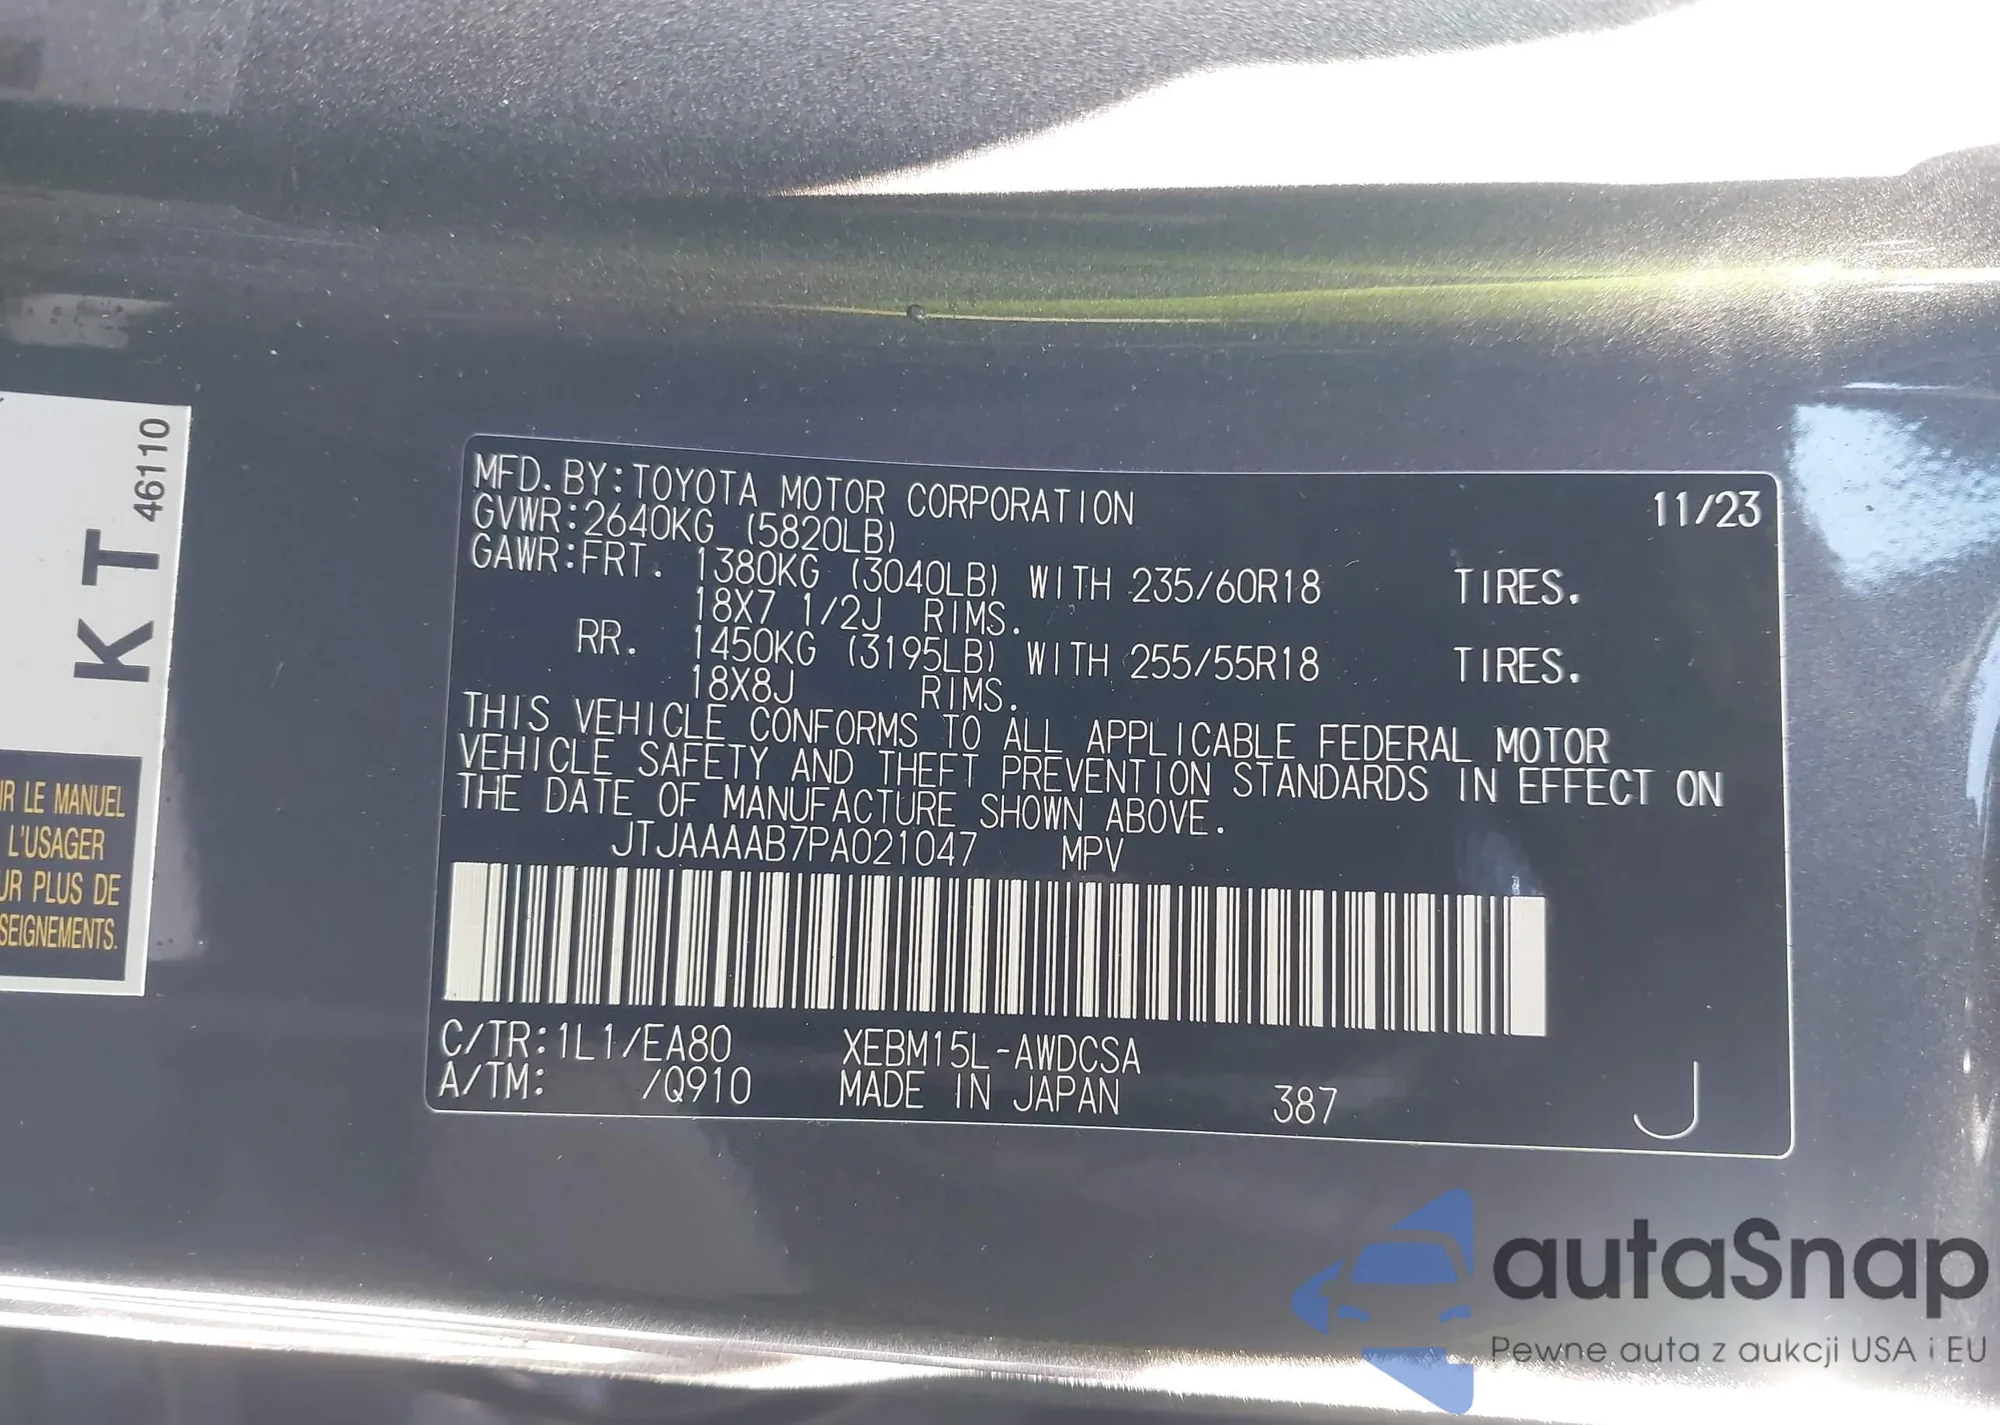 46110
K T
IR LE MANUEL
L'USAGER
UR PLUS DE
SEIGNEMENTS.
MFD. BY:TOYOTA MOTOR CORPORATION 11/23
GVWR:2640KG (5820LB)
GAWR:FRT. 1380KG (3040LB) WITH 235/60R18 TIRES.
18X7 1/2J RIMS.
RR. 1450KG (3195LB) WITH 255/55R18 TIRES.
18X8J RIMS.
THIS VEHICLE CONFORMS TO ALL APPLICABLE FEDERAL MOTOR
VEHICLE SAFETY AND THEFT PREVENTION STANDARDS IN EFFECT ON
THE DATE OF MANUFACTURE SHOWN ABOVE.
JTJAAAAB7PA021047 MPV
C/TR:1L1/EA80 XEBM15L-AWDCSA
A/TM: /Q910 MADE IN JAPAN 387 J
autaSnap
Pewne auta z aukcji USA i EU